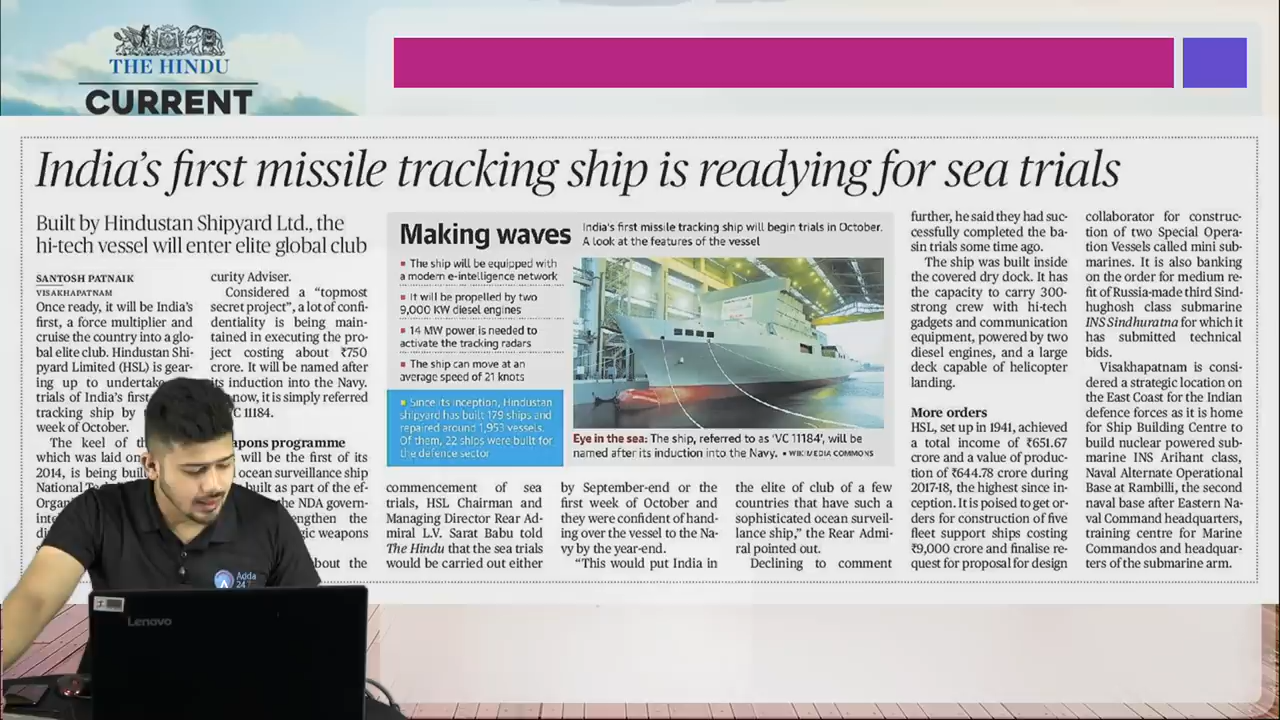 THE HINDU
CURRENT
India's first missile tracking ship is readying for sea trials
Built by Hindustan Shipyard Ltd., the
hi-tech vessel will enter elite global club
SANTOSH PATNAIK
VISAKHAPATNAM
Once ready, it will be India's
first, a force multiplier and
cruise the country into a glo-
bal elite club. Hindustan Shi-
pyard Limited (HSL) is gear-
ing up to undertake
trials of India's first
tracking ship by
week of October.
The keel of th
which was laid on
2014, is being buil
National Te
Organ
inte
di
s
curity Adviser.
Considered a "topmost
secret project", a lot of confi-
dentiality is being main-
tained in executing the pro-
ject costing about ₹750
crore. It will be named after
its induction into the Navy.
now, it is simply referred
VC 11184.
apons programme
will be the first of its
ocean surveillance ship
built as part of the ef-
the NDA govern-
engthen the
gic weapons
bout the
Making waves
India's first missile tracking ship will begin trials in October.
A look at the features of the vessel
The ship will be equipped with
a modern e-intelligence network
It will be propelled by two
9,000 KW diesel engines
14 MW power is needed to
activate the tracking radars
The ship can move at an
average speed of 21 knots
Since its inception, Hindustan
shipyard has built 179 ships and
repaired around 1,953 vessels.
Of them, 22 ships were built for
the defence sector
Eye in the sea: The ship, referred to as 'VC 11184', will be
named after its induction into the Navy. • WIKIMEDIA COMMONS
commencement of sea
trials, HSL Chairman and
Managing Director Rear Ad-
miral L.V. Sarat Babu told
The Hindu that the sea trials
would be carried out either
by September-end or the
first week of October and
they were confident of hand-
ing over the vessel to the Na-
vy by the year-end.
"This would put India in
the elite of club of a few
countries that have such a
sophisticated ocean surveil-
lance ship," the Rear Admi-
ral pointed out.
Declining to comment
further, he said they had suc-
cessfully completed the ba-
sin trials some time ago.
The ship was built inside
the covered dry dock. It has
the capacity to carry 300-
strong crew with hi-tech
gadgets and communication
equipment, powered by two
diesel engines, and a large
deck capable of helicopter
landing.
More orders
HSL, set up in 1941, achieved
a total income of ₹651.67
crore and a value of produc-
tion of ₹644.78 crore during
2017-18, the highest since in-
ception. It is poised to get or-
ders for construction of five
fleet support ships costing
₹9,000 crore and finalise re-
quest for proposal for design
collaborator for construc-
tion of two Special Opera-
tion Vessels called mini sub-
marines. It is also banking
on the order for medium re-
fit of Russia-made third Sind-
hughosh class submarine
INS Sindhuratna for which it
has submitted technical
bids.
Visakhapatnam is consi-
dered a strategic location on
the East Coast for the Indian
defence forces as it is home
for Ship Building Centre to
build nuclear powered sub-
marine INS Arihant class,
Naval Alternate Operational
Base at Rambilli, the second
naval base after Eastern Na-
val Command headquarters,
training centre for Marine
Commandos and headquar-
ters of the submarine arm.
Adda
247
Lenovo